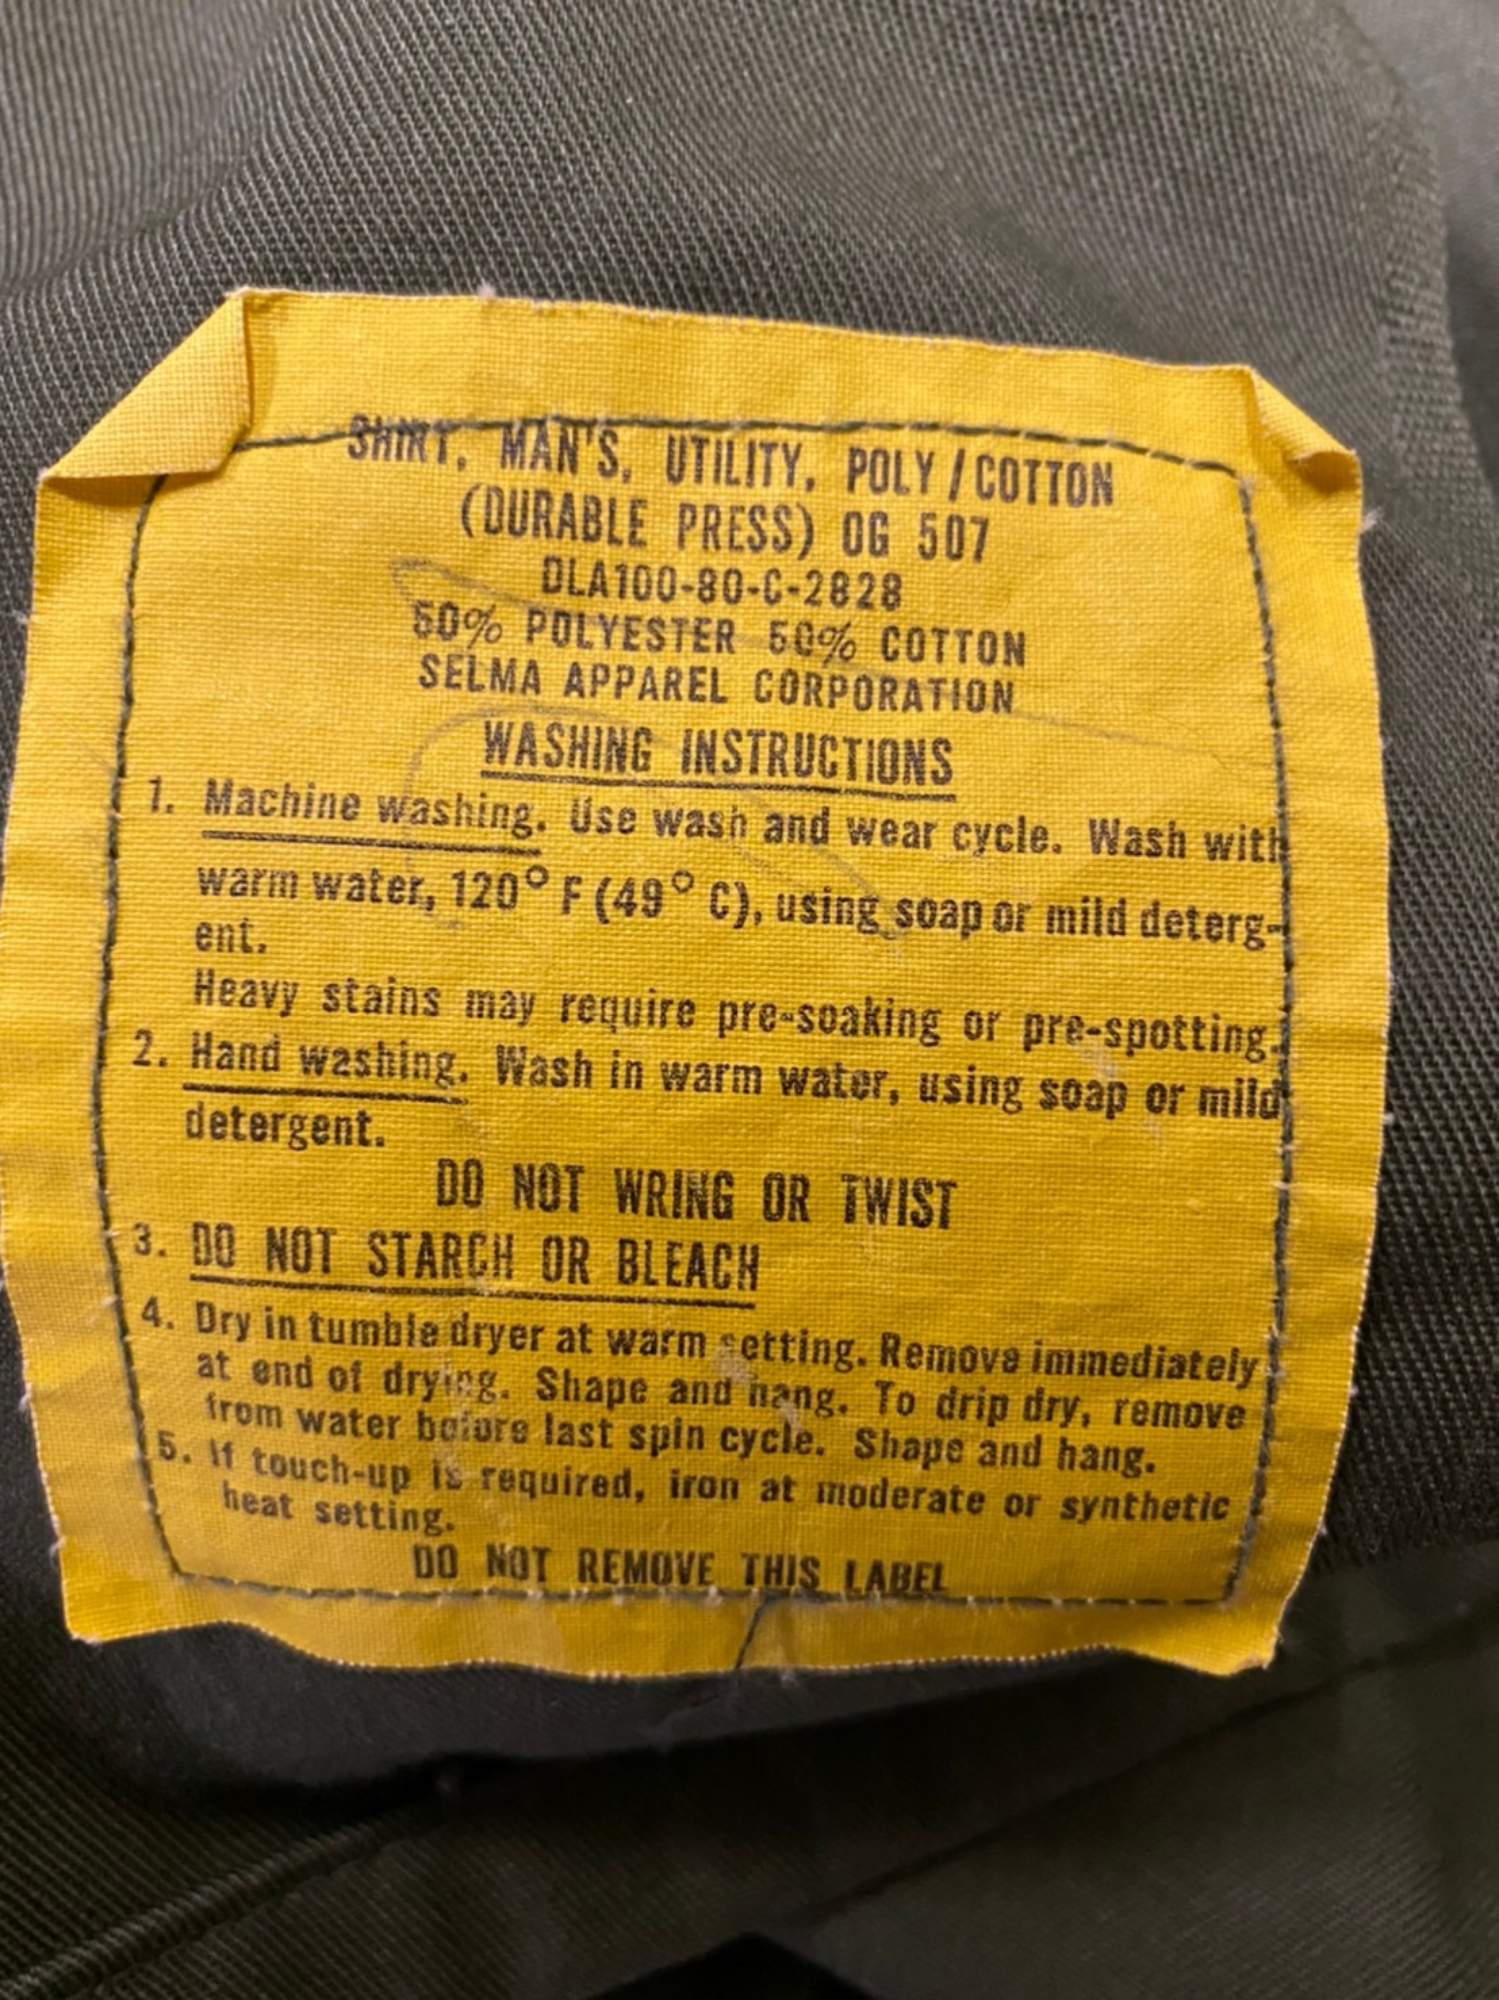 SHIRT, MAN'S, UTILITY, POLY/COTTON
(DURABLE PRESS) OG 507
DLA100-80-C-2828
50% POLYESTER 50% COTTON
SELMA APPAREL CORPORATION
WASHING INSTRUCTIONS
1. Machine washing. Use wash and wear cycle. Wash with
warm water, 120° F (49° C), using soap or mild deterg-
ent.
Heavy stains may require pre-soaking or pre-spotting.
2. Hand washing. Wash in warm water, using soap or mild
detergent.
DO NOT WRING OR TWIST
3. DO NOT STARCH OR BLEACH
4. Dry in tumble dryer at warm setting. Remove immediately
at end of drying. Shape and hang. To drip dry, remove
from water before last spin cycle. Shape and hang.
5. If touch-up is required, iron at moderate or synthetic
heat setting.
DO NOT REMOVE THIS LABEL